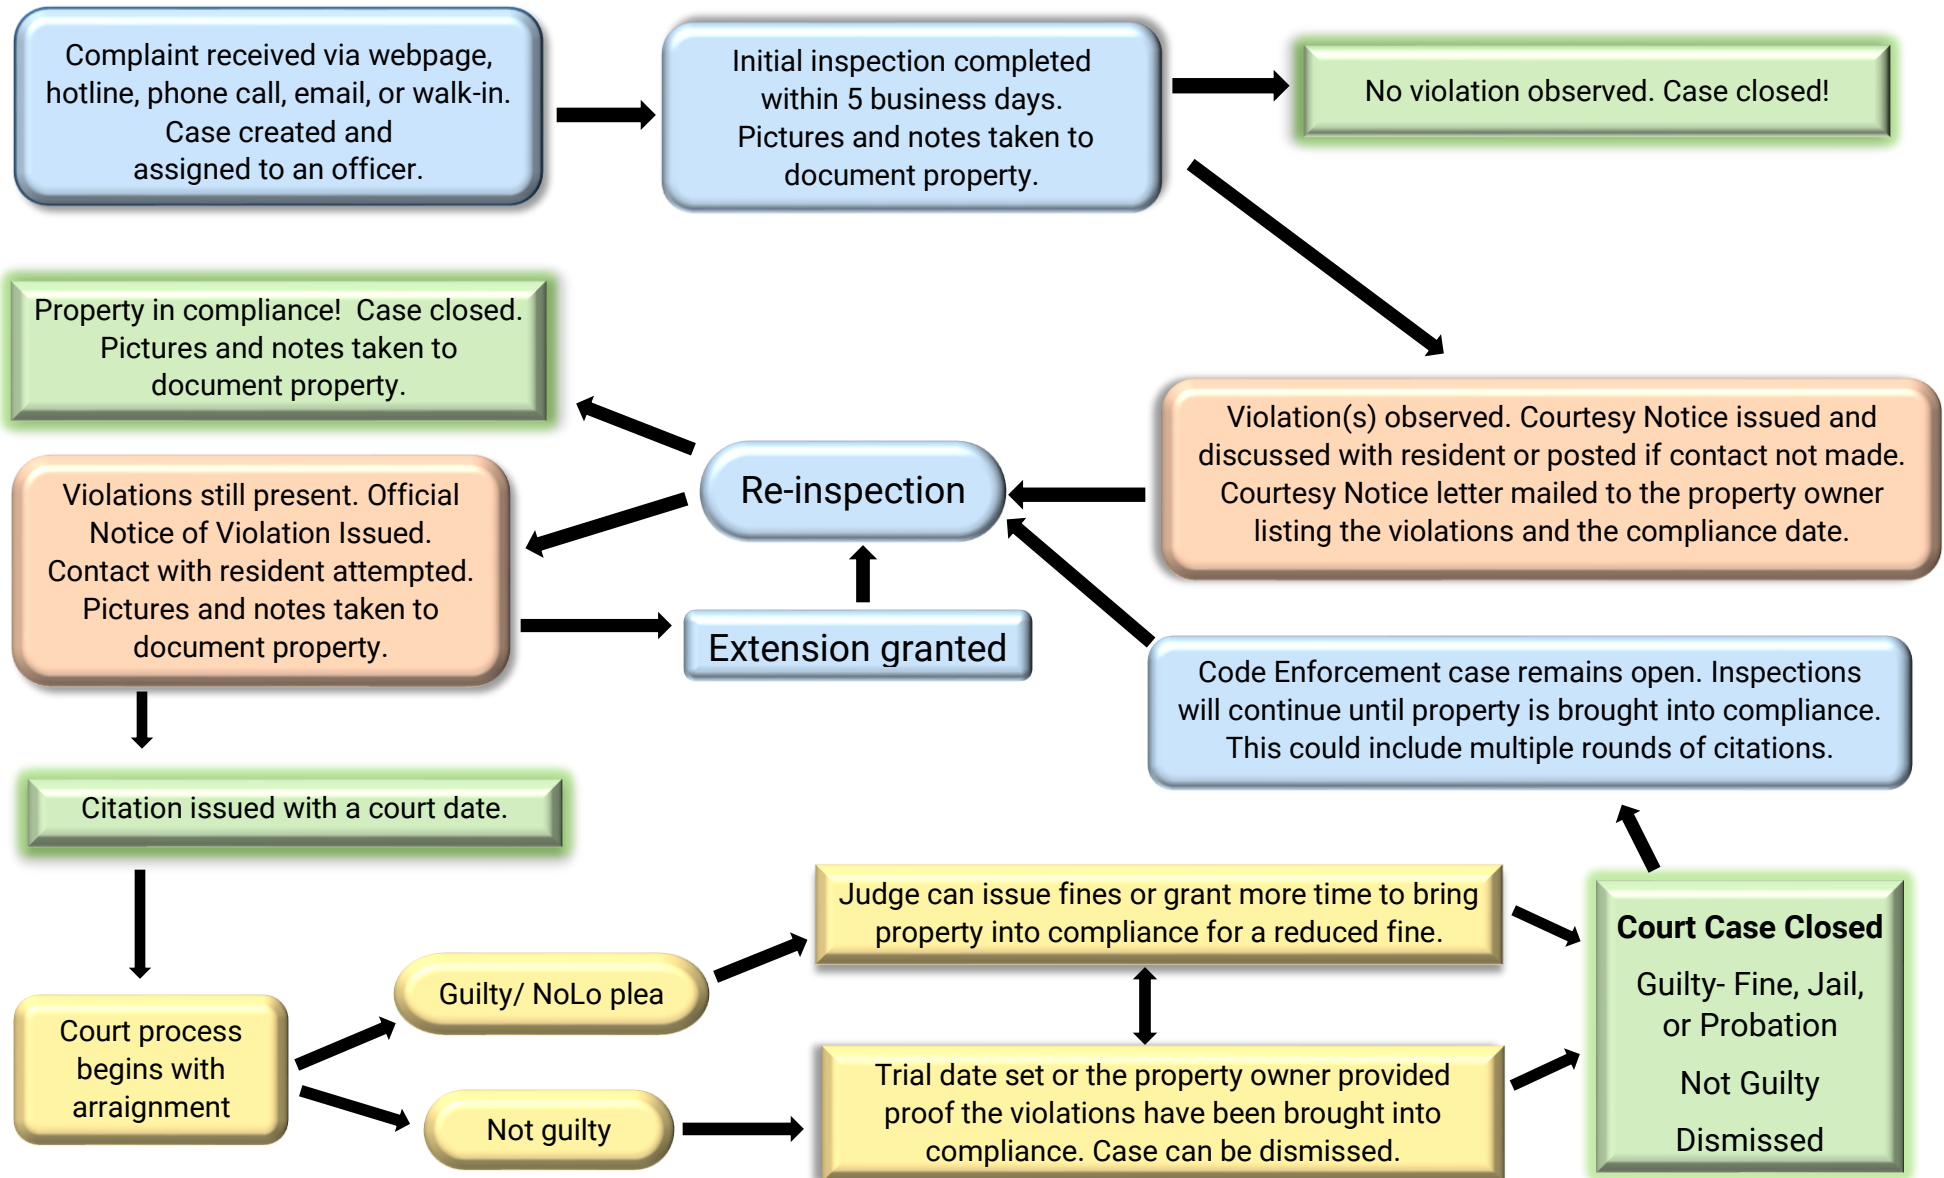 Complaint received via webpage,
hotline, phone call, email, or walk-in.
Case created and
assigned to an officer.
Initial inspection completed
within 5 business days.
Pictures and notes taken to
document property.
No violation observed. Case closed!
Property in compliance! Case closed.
Pictures and notes taken to
document property.
Violation(s) observed. Courtesy Notice issued and
discussed with resident or posted if contact not made.
Courtesy Notice letter mailed to the property owner
listing the violations and the compliance date.
Re-inspection
Violations still present. Official
Notice of Violation Issued.
Contact with resident attempted.
Pictures and notes taken to
document property.
Extension granted
Code Enforcement case remains open. Inspections
will continue until property is brought into compliance.
This could include multiple rounds of citations.
Citation issued with a court date.
Judge can issue fines or grant more time to bring
property into compliance for a reduced fine.
Court Case Closed
Guilty- Fine, Jail,
or Probation
Not Guilty
Dismissed
Guilty/ NoLo plea
Court process
begins with
arraignment
Not guilty
Trial date set or the property owner provided
proof the violations have been brought into
compliance. Case can be dismissed.